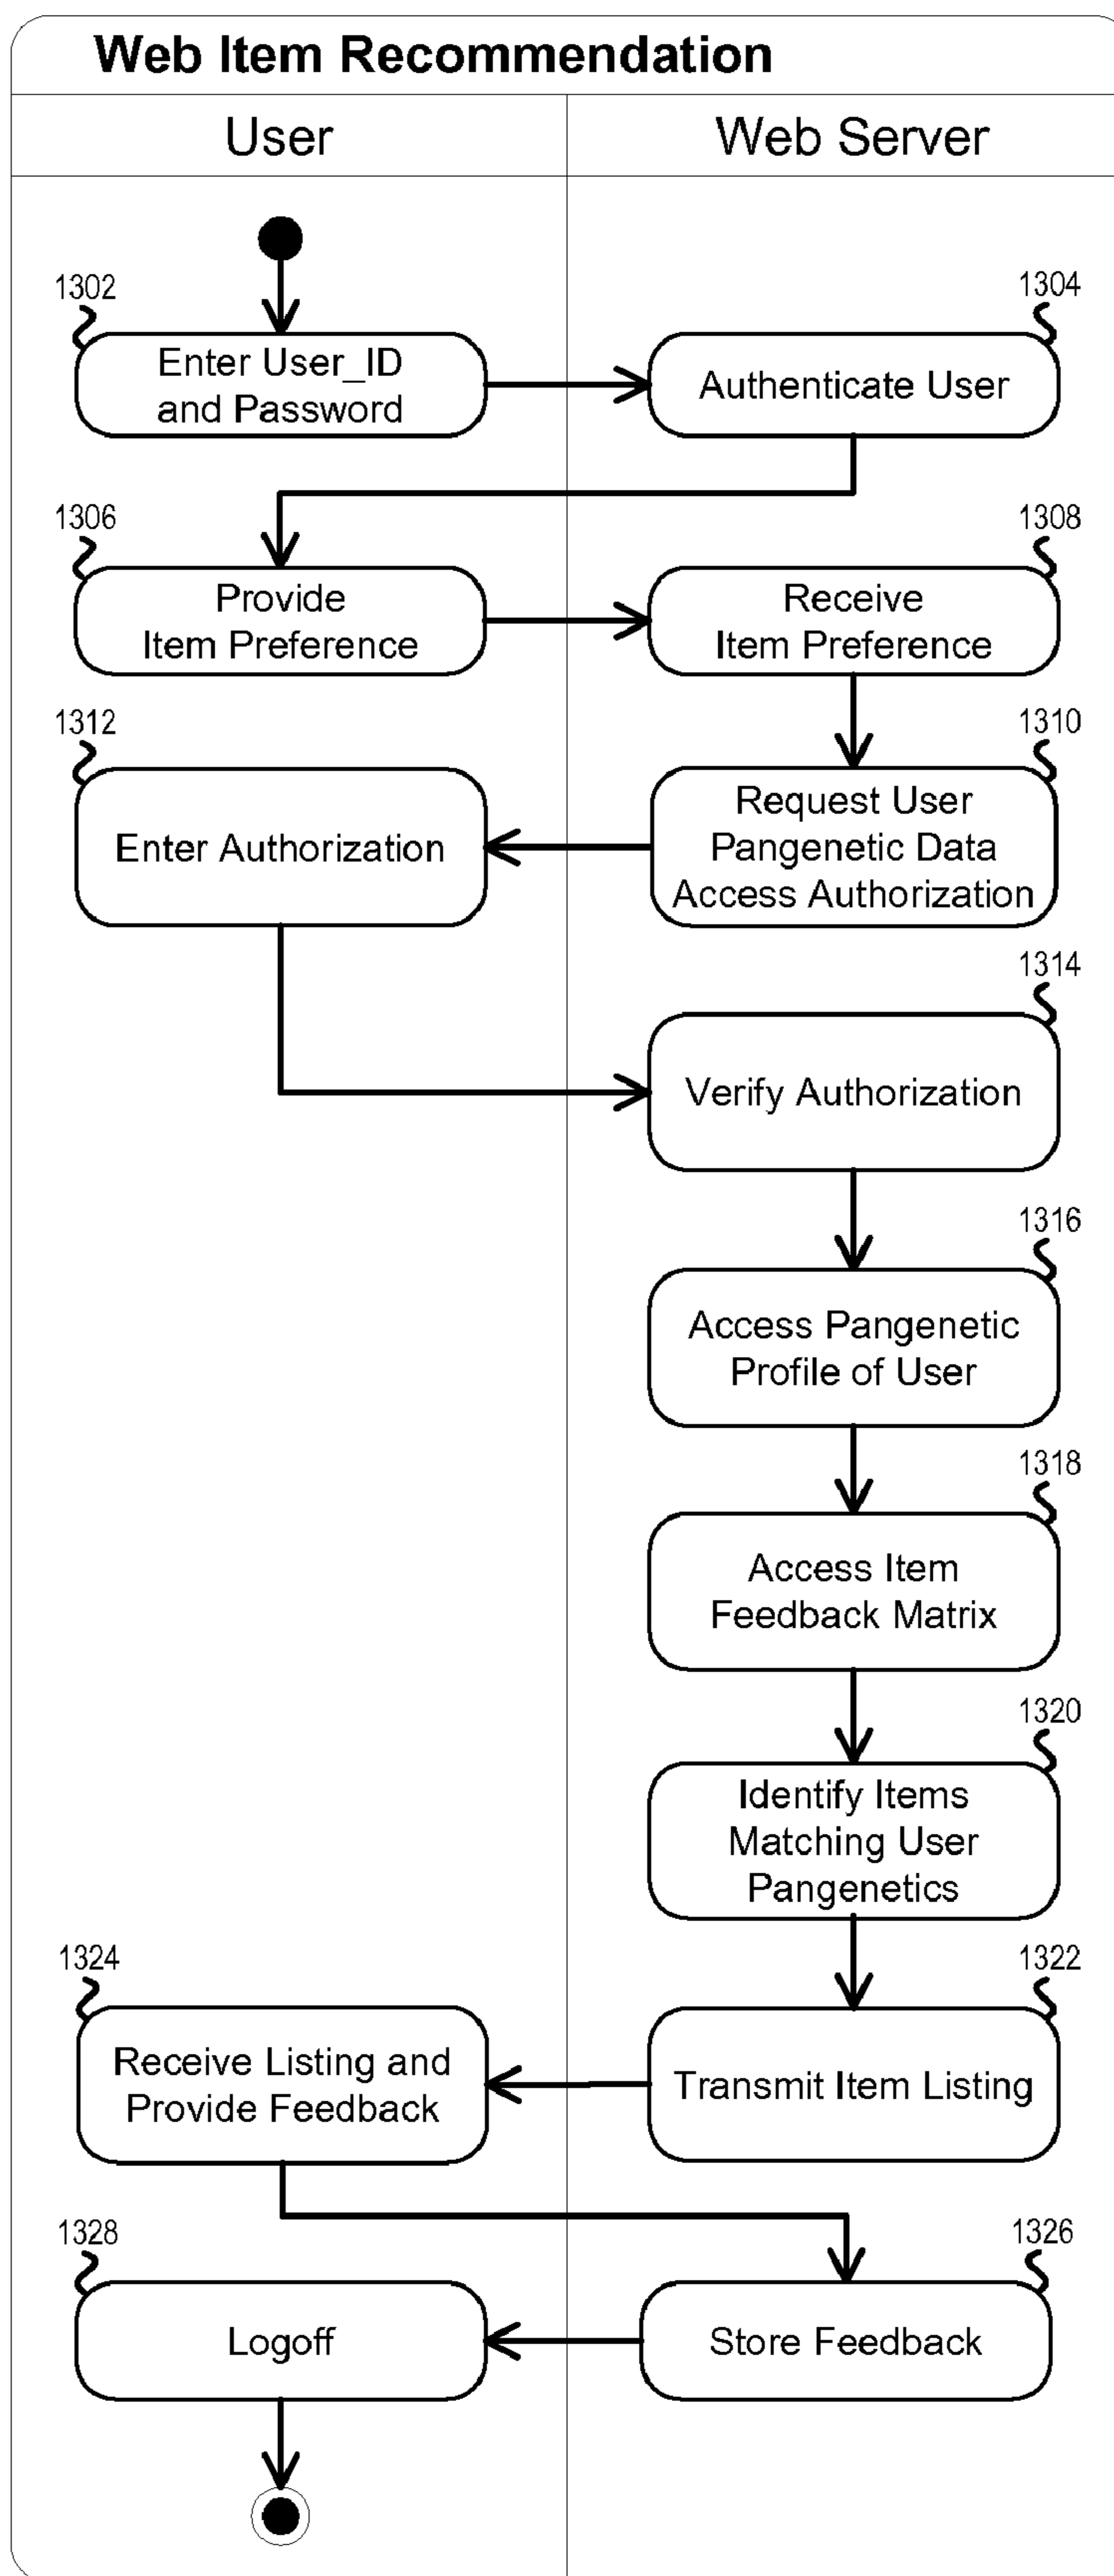 Web Item Recommendation
User
Web Server
1302
Enter User_ID
and Password
1304
Authenticate User
1306
Provide
Item Preference
1308
Receive
Item Preference
1312
Enter Authorization
1310
Request User
Pangenetic Data
Access Authorization
1314
Verify Authorization
1316
Access Pangenetic
Profile of User
1318
Access Item
Feedback Matrix
1320
Identify Items
Matching User
Pangenetics
1324
Receive Listing and
Provide Feedback
1322
Transmit Item Listing
1328
Logoff
1326
Store Feedback